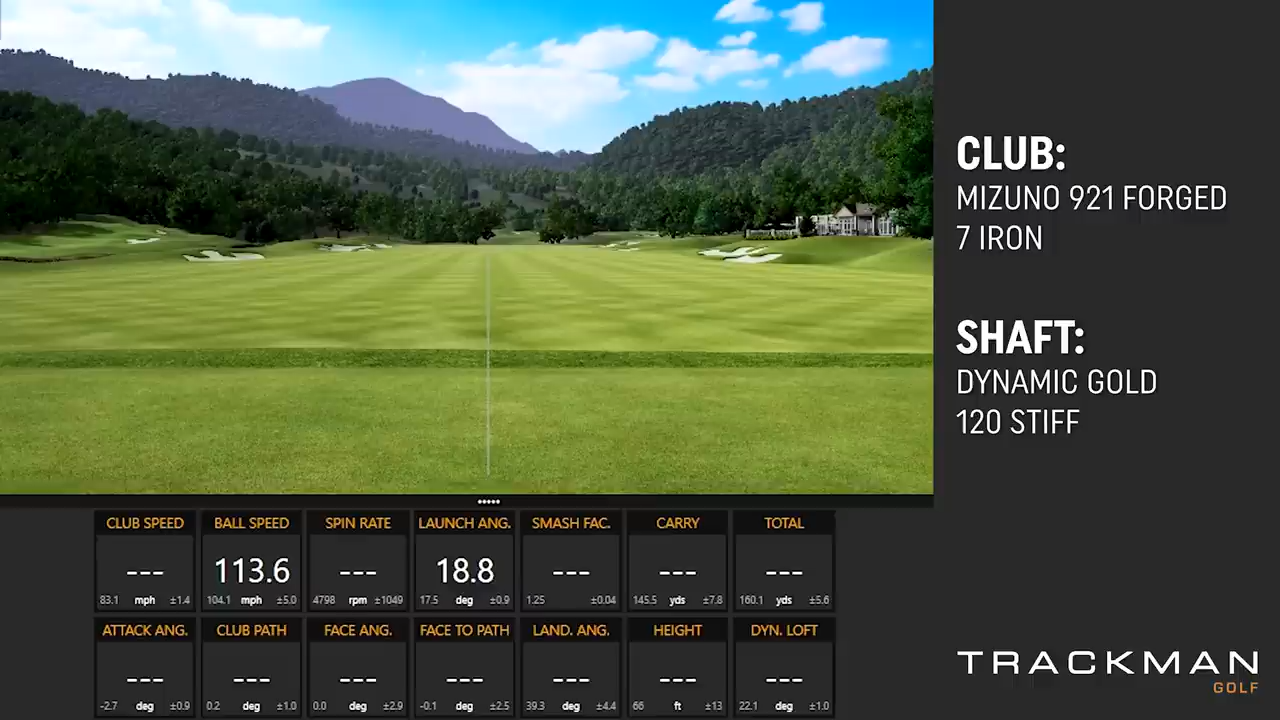 CLUB:
MIZUNO 921 FORGED
7 IRON
SHAFT:
DYNAMIC GOLD
120 STIFF
CLUB SPEED BALL SPEED SPIN RATE LAUNCH ANG. SMASH FAC. CARRY TOTAL
--- 113.6 --- 18.8 --- --- ---
83.1 mph ±1.4 104.1 mph ±5.0 4798 rpm ±1049 17.5 deg ±0.9 1.25 ±0.04 145.5 yds ±7.8 160.1 yds ±5.6
ATTACK ANG. CLUB PATH FACE ANG. FACE TO PATH LAND. ANG. HEIGHT DYN. LOFT
--- --- --- --- --- --- ---
-2.7 deg ±0.9 0.2 deg ±1.0 0.0 deg ±2.9 -0.1 deg ±2.5 39.3 deg ±4.4 66 ft ±13 22.1 deg ±1.0
TRACKMAN
GOLF